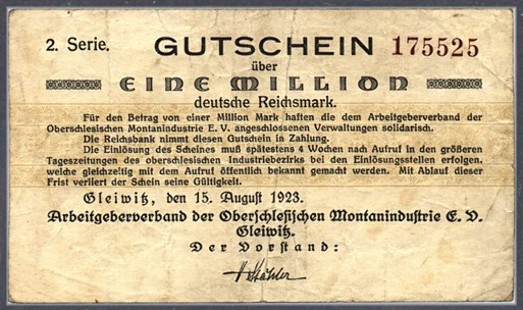 2. Serie. GUTSCHEIN 175525
über
EINE MILLION
deutsche Reichsmark.
Für den Betrag von einer Million Mark haften die dem Arbeitgeberverband der
Oberschlesischen Montanindustrie E. V. angeschlossenen Verwaltungen solidarisch.
Die Reichsbank nimmt diesen Gutschein in Zahlung.
Die Einlösung des Scheines muß spätestens 4 Wochen nach Aufruf in den größeren
Tageszeitungen des oberschlesischen Industriebezirks bei den Einlösungsstellen erfolgen,
welche gleichzeitig mit dem Aufruf öffentlich bekannt gemacht werden. Mit Ablauf dieser
Frist verliert der Schein seine Gültigkeit.
Gleiwitz, den 15. August 1923.
Arbeitgeberverband der Oberschlesischen Montanindustrie E. V.
Gleiwitz.
Der Vorstand: